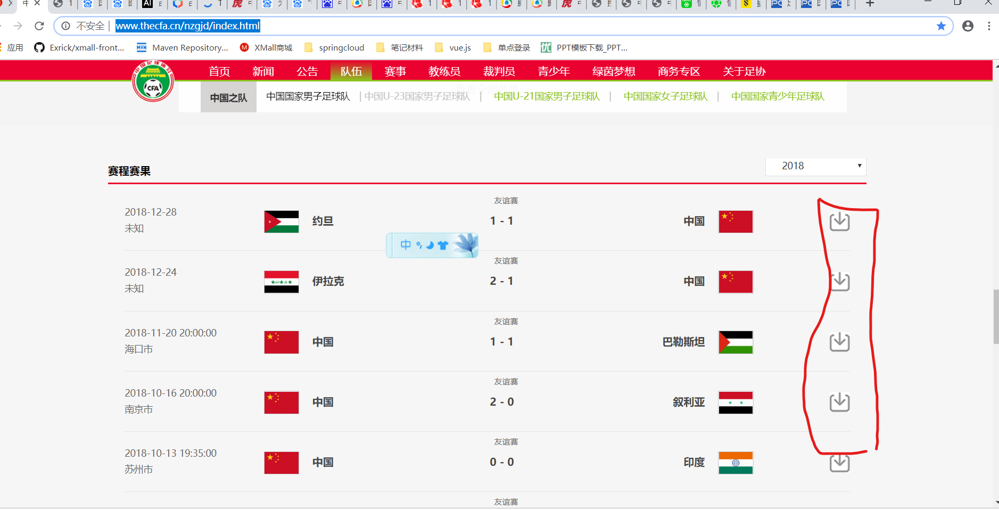 不安全 | www.thecfa.cn/nzgjd/index.html
应用 Exrick/xmall-front... Maven Repository... XMall商城 springcloud 笔记材料 vue.js 单点登录 PPT模板下载_PPT...
首页 新闻 公告 队伍 赛事 教练员 裁判员 青少年 绿茵梦想 商务专区 关于足协
CFA
中国之队 中国国家男子足球队 | 中国U-23国家男子足球队 | 中国U-21国家男子足球队 | 中国国家女子足球队 | 中国国家青少年足球队
赛程赛果 2018
友谊赛
2018-12-28
未知
约旦 1 - 1 中国
中
友谊赛
2018-12-24
未知
伊拉克 2 - 1 中国
友谊赛
2018-11-20 20:00:00
海口市
中国 1 - 1 巴勒斯坦
友谊赛
2018-10-16 20:00:00
南京市
中国 2 - 0 叙利亚
友谊赛
2018-10-13 19:35:00
苏州市
中国 0 - 0 印度
友谊赛